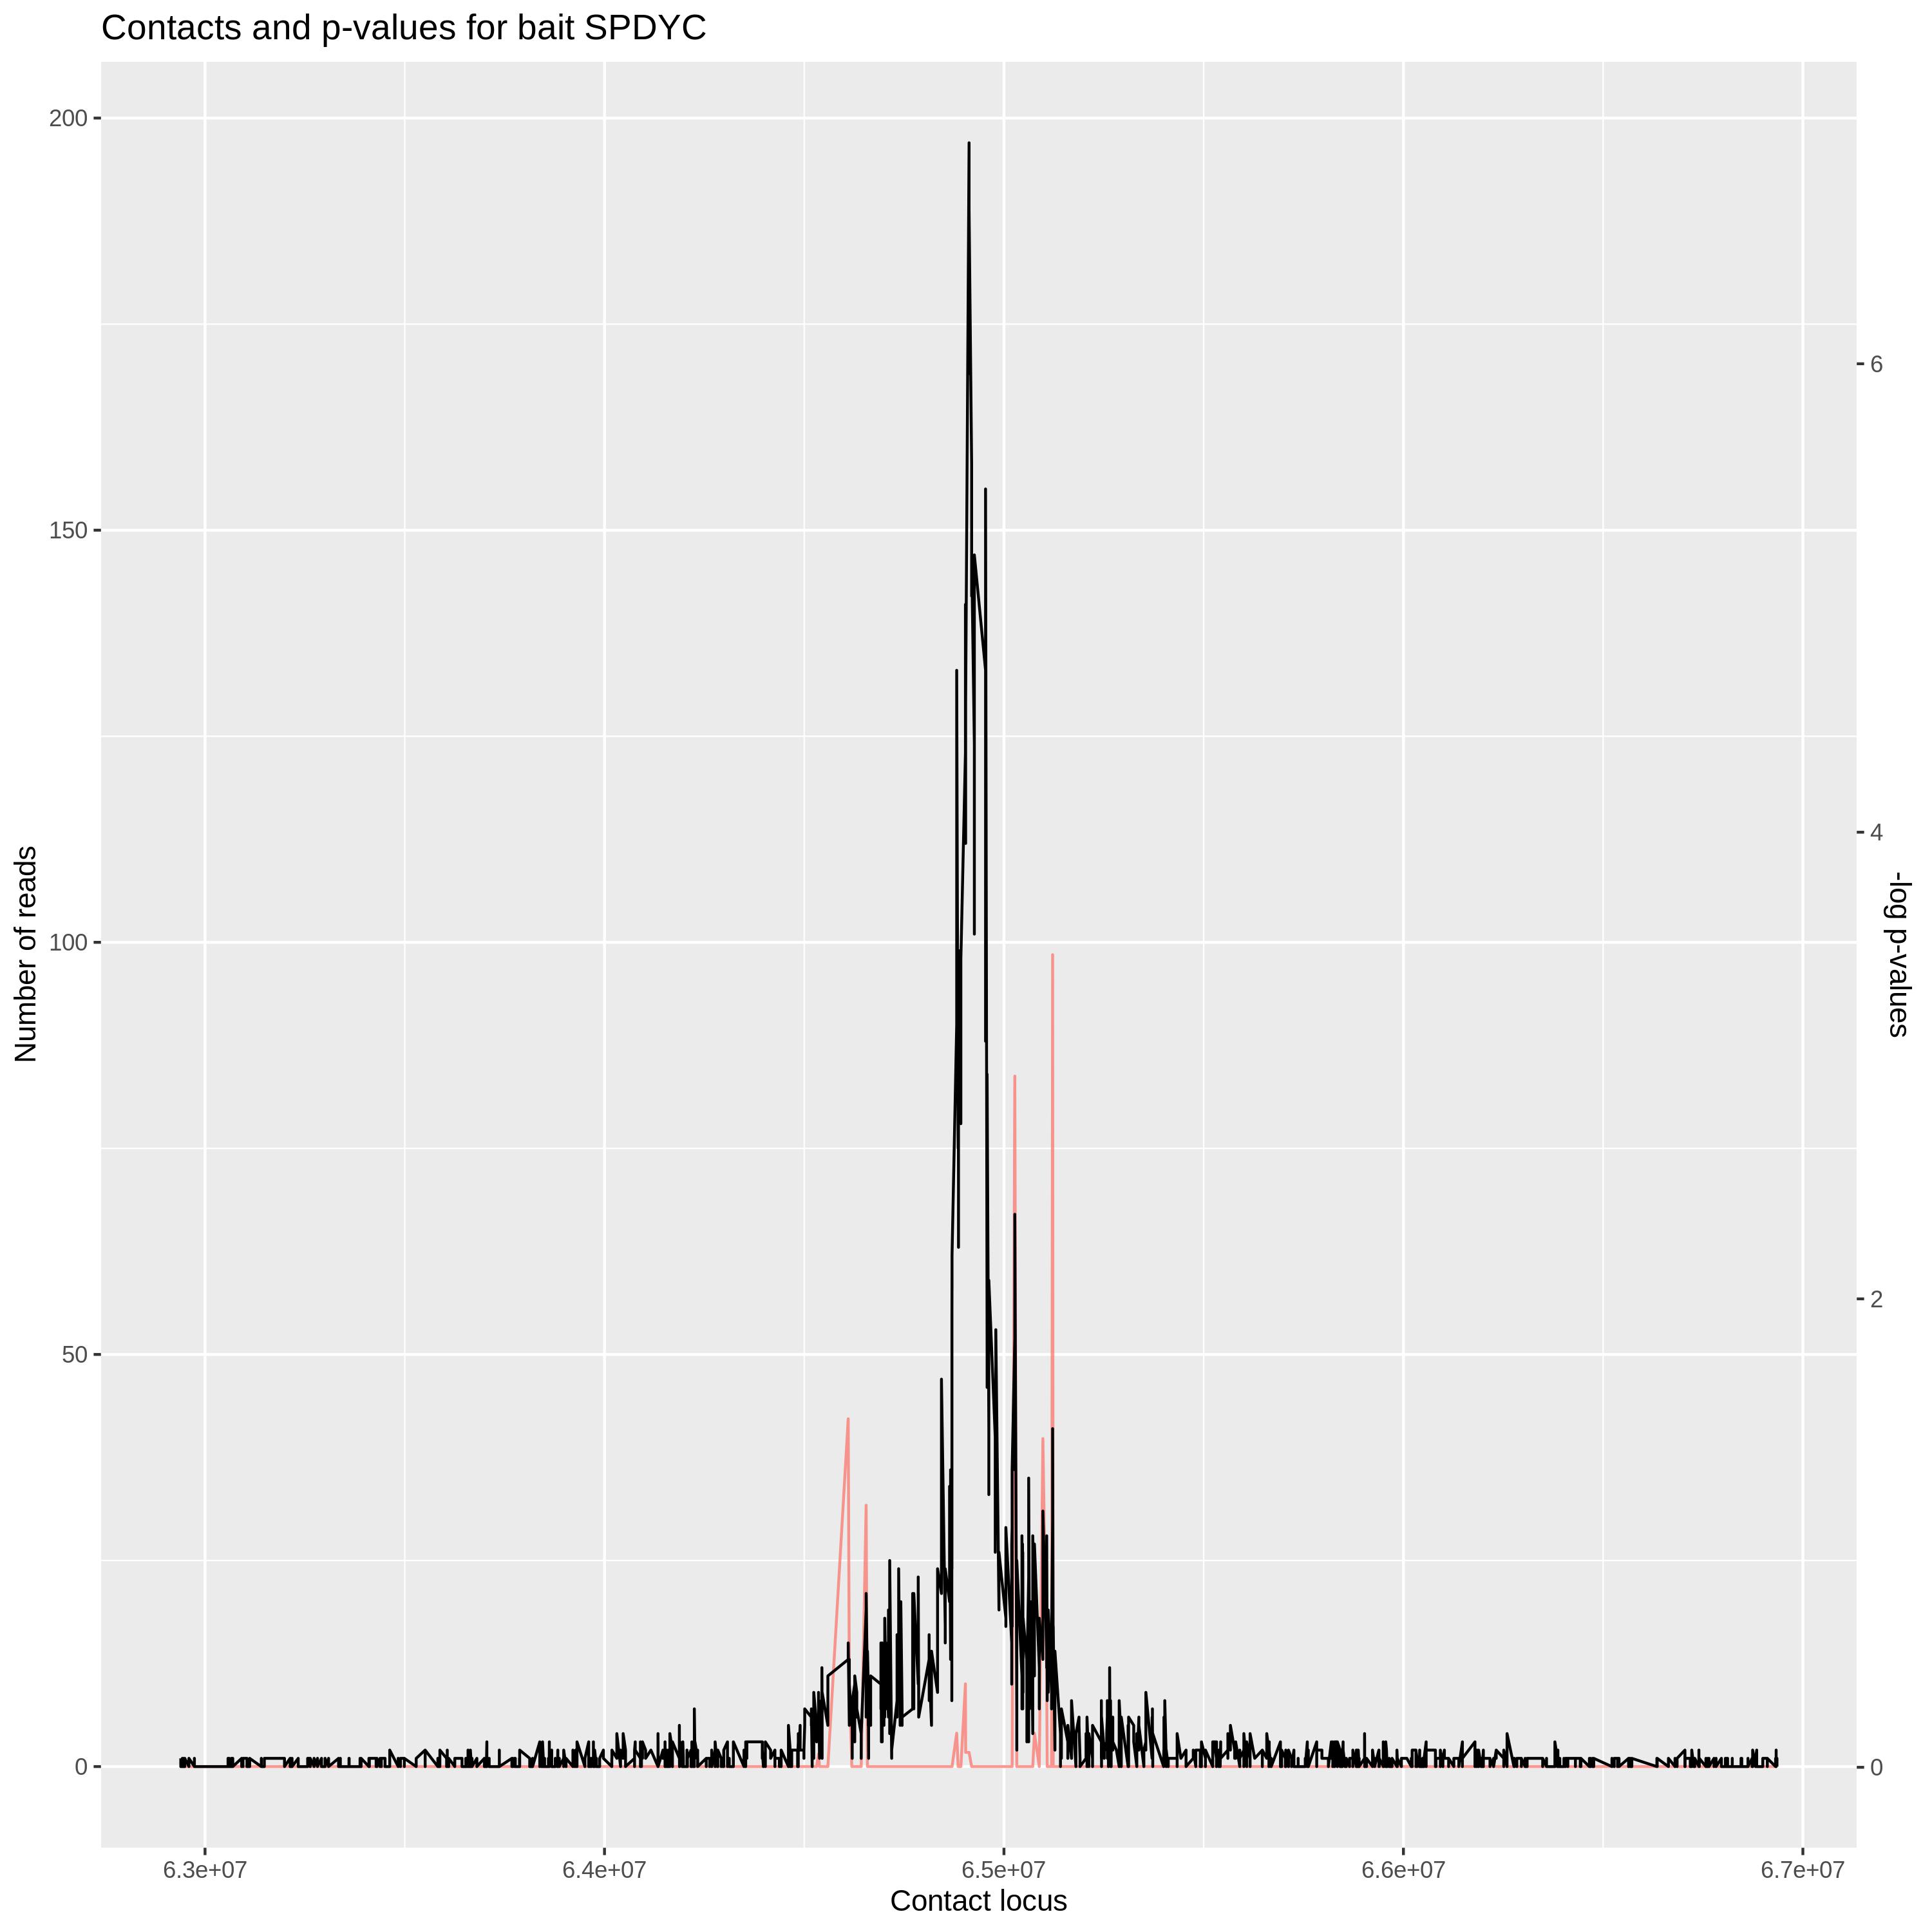 Contacts and p-values for bait SPDYC
200
150
100
50
0
6
4
2
0
Number of reads
-log p-values
6.3e+07 6.4e+07 6.5e+07 6.6e+07 6.7e+07
Contact locus